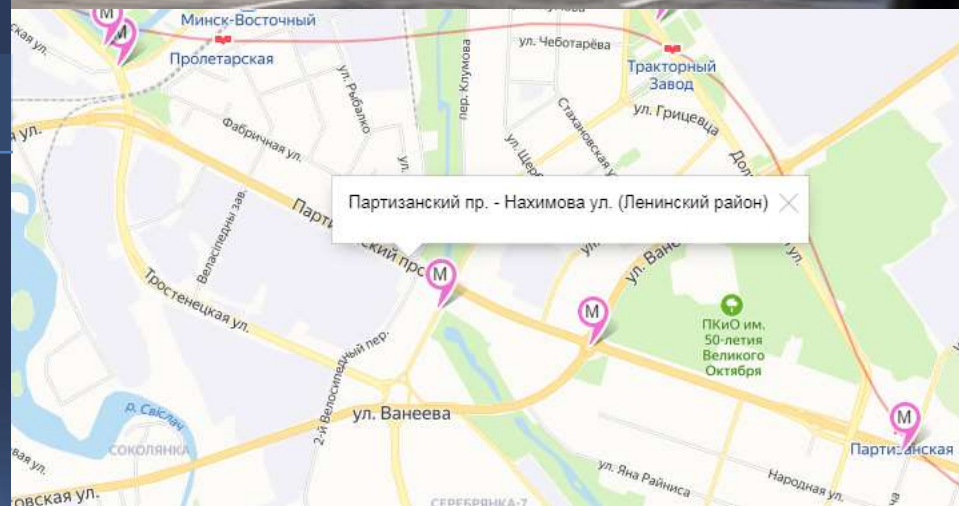 М
М
Минск-Восточный
Пролетарская
ул. Рыбалко
пер. Клумова
ул. Чеботарёва
Тракторный
Завод
ул. Грицевца
Стахановская
Фабричная ул.
ул.
Партизанский пр. - Нахимова ул. (Ленинский район)
Веласіпедны зав.
М
ул.
М
ПКиО им.
50-летия
Великого
Октября
Тростенецкая ул.
2-й Велосипедный пер.
ул. Ванеева
р. Свіслач
СОКОЛЯНКА
М
Партизанская
ул. Яна Райниса
Народная ул.
СЕРЕБРЯНКА-7